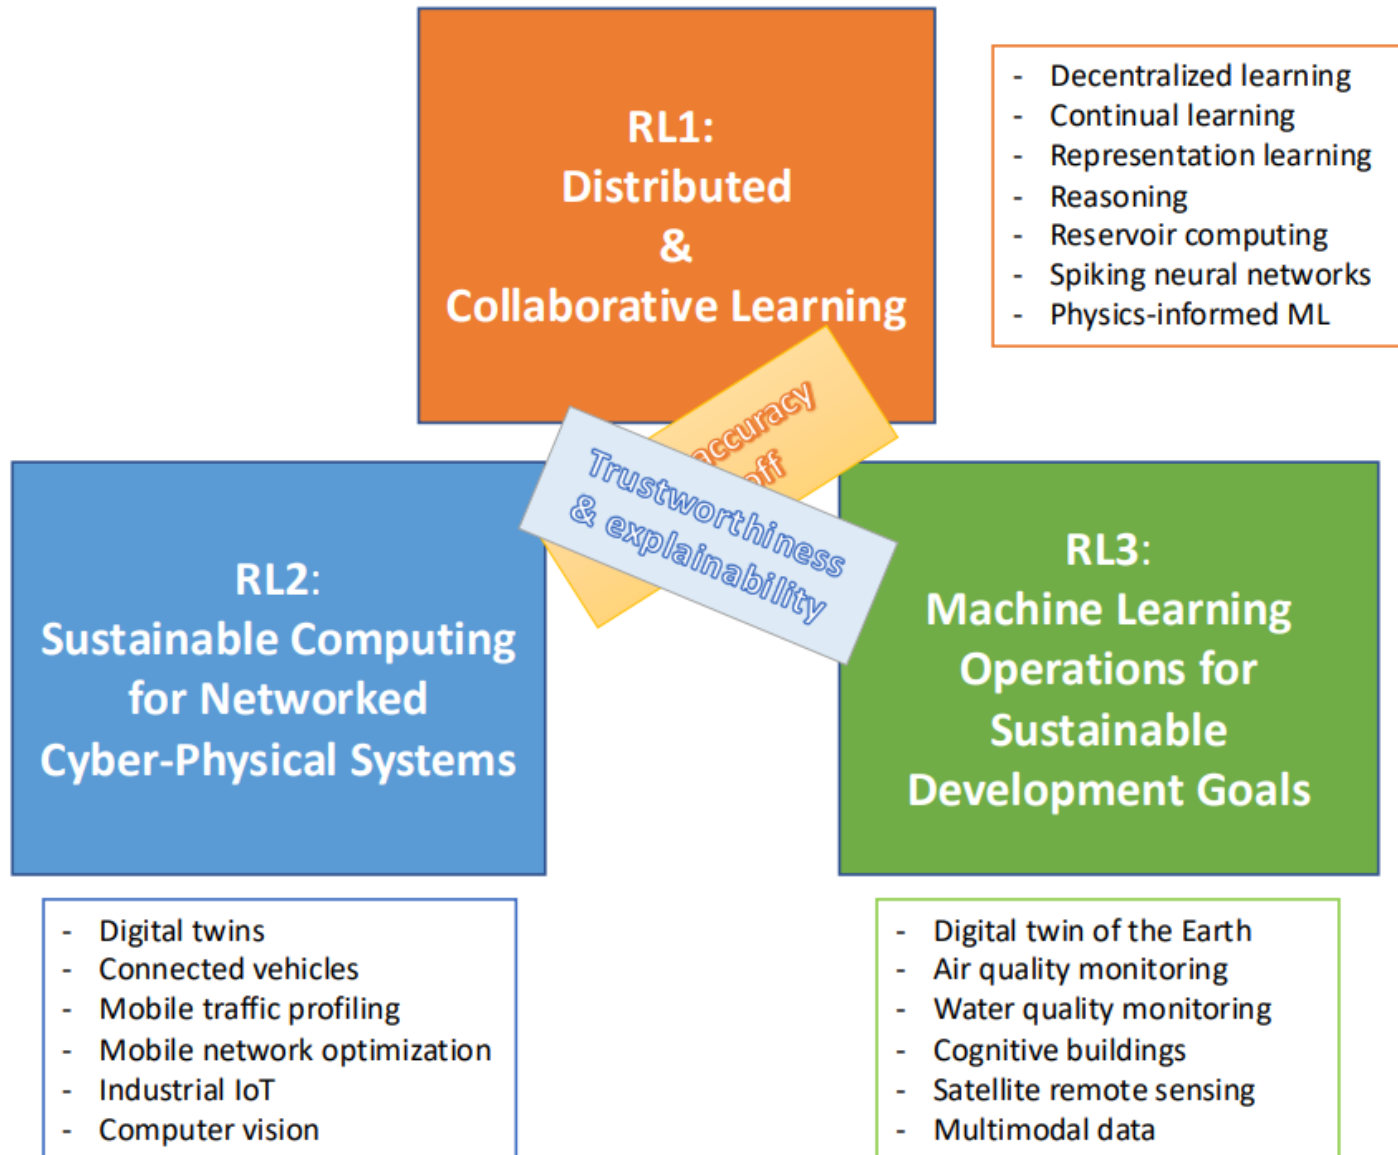 RL1:
Distributed
&
Collaborative Learning
- Decentralized learning
- Continual learning
- Representation learning
- Reasoning
- Reservoir computing
- Spiking neural networks
- Physics-informed ML
accuracy
Trustworthiness
& explainability
RL2:
Sustainable Computing
for Networked
Cyber-Physical Systems
RL3:
Machine Learning
Operations for
Sustainable
Development Goals
- Digital twins
- Connected vehicles
- Mobile traffic profiling
- Mobile network optimization
- Industrial IoT
- Computer vision
- Digital twin of the Earth
- Air quality monitoring
- Water quality monitoring
- Cognitive buildings
- Satellite remote sensing
- Multimodal data